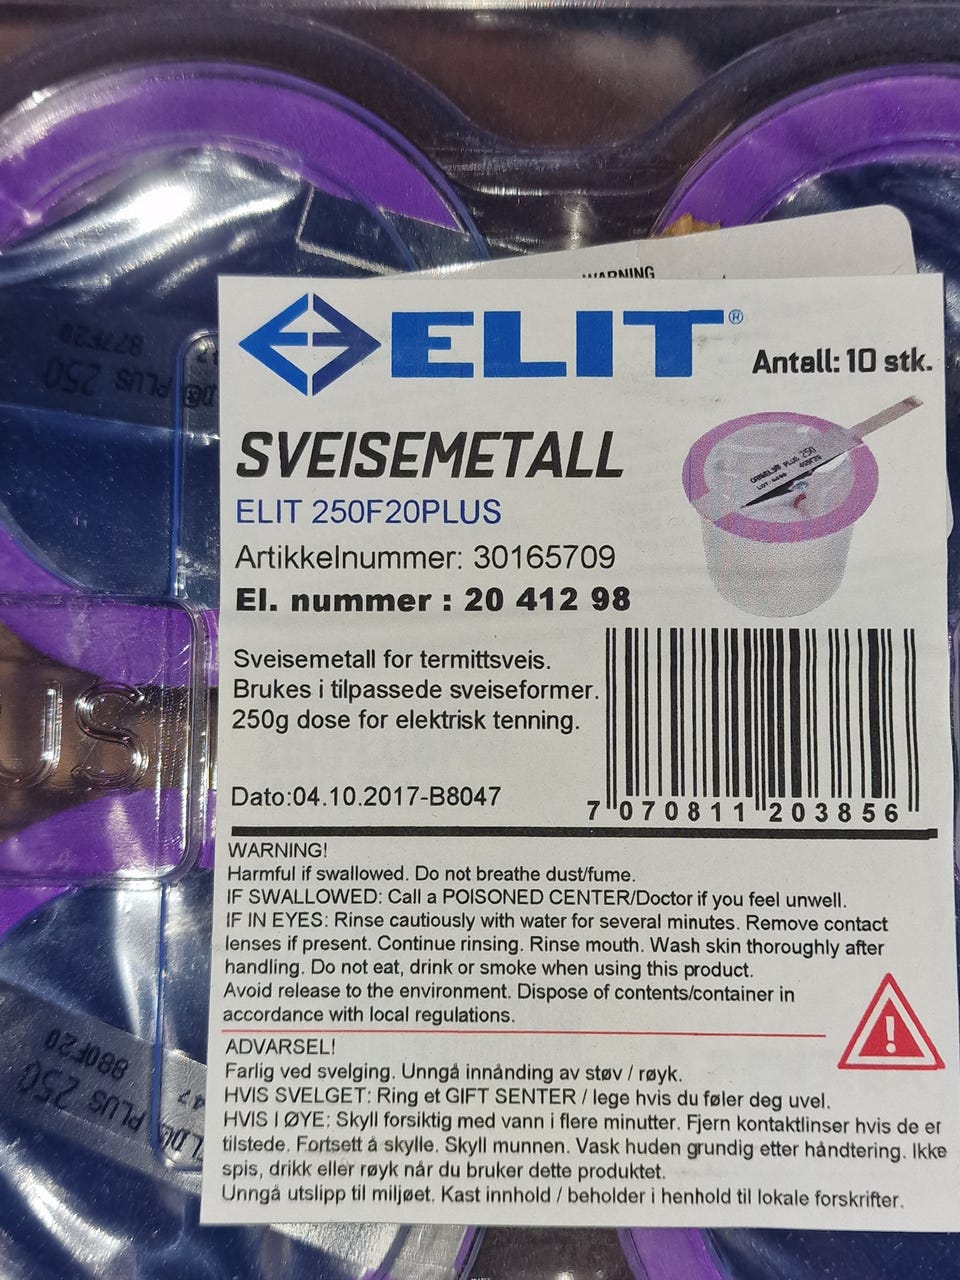 WARNING
ELIT®
Antall: 10 stk.
SVEISEMETALL
ELIT 250F20PLUS
Artikkelnummer: 30165709
El. nummer : 20 412 98
Sveisemetall for termittsveis.
Brukes i tilpassede sveiseformer.
250g dose for elektrisk tenning.
Dato:04.10.2017-B8047
7 070811 203856
WARNING!
Harmful if swallowed. Do not breathe dust/fume.
IF SWALLOWED: Call a POISONED CENTER/Doctor if you feel unwell.
IF IN EYES: Rinse cautiously with water for several minutes. Remove contact
lenses if present. Continue rinsing. Rinse mouth. Wash skin thoroughly after
handling. Do not eat, drink or smoke when using this product.
Avoid release to the environment. Dispose of contents/container in
accordance with local regulations.
ADVARSEL!
Farlig ved svelging. Unngå innånding av støv / røyk.
HVIS SVELGET: Ring et GIFT SENTER / lege hvis du føler deg uvel.
HVIS I ØYE: Skyll forsiktig med vann i flere minutter. Fjern kontaktlinser hvis de er
tilstede. Fortsett å skylle. Skyll munnen. Vask huden grundig etter håndtering. Ikke
spis, drikk eller røyk når du bruker dette produktet.
Unngå utslipp til miljøet. Kast innhold / beholder i henhold til lokale forskrifter.
PLUS 250
877F20
US
PLUS 250
880F20